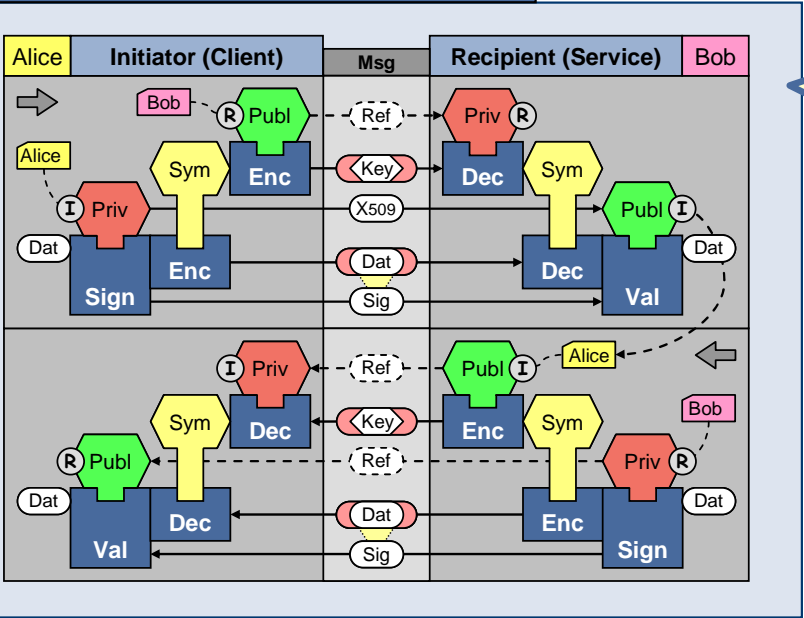 Alice Initiator (Client) Msg Recipient (Service) Bob
Bob R Publ Ref Priv R
Alice Sym Enc Key Dec Sym
I Priv X509 Publ I
Dat Enc Dat Dec Dat
Sign Sig Val
I Priv Ref Publ I Alice
Sym Dec Key Enc Sym Bob
R Publ Ref Priv R
Dat Dec Dat Enc Dat
Val Sig Sign